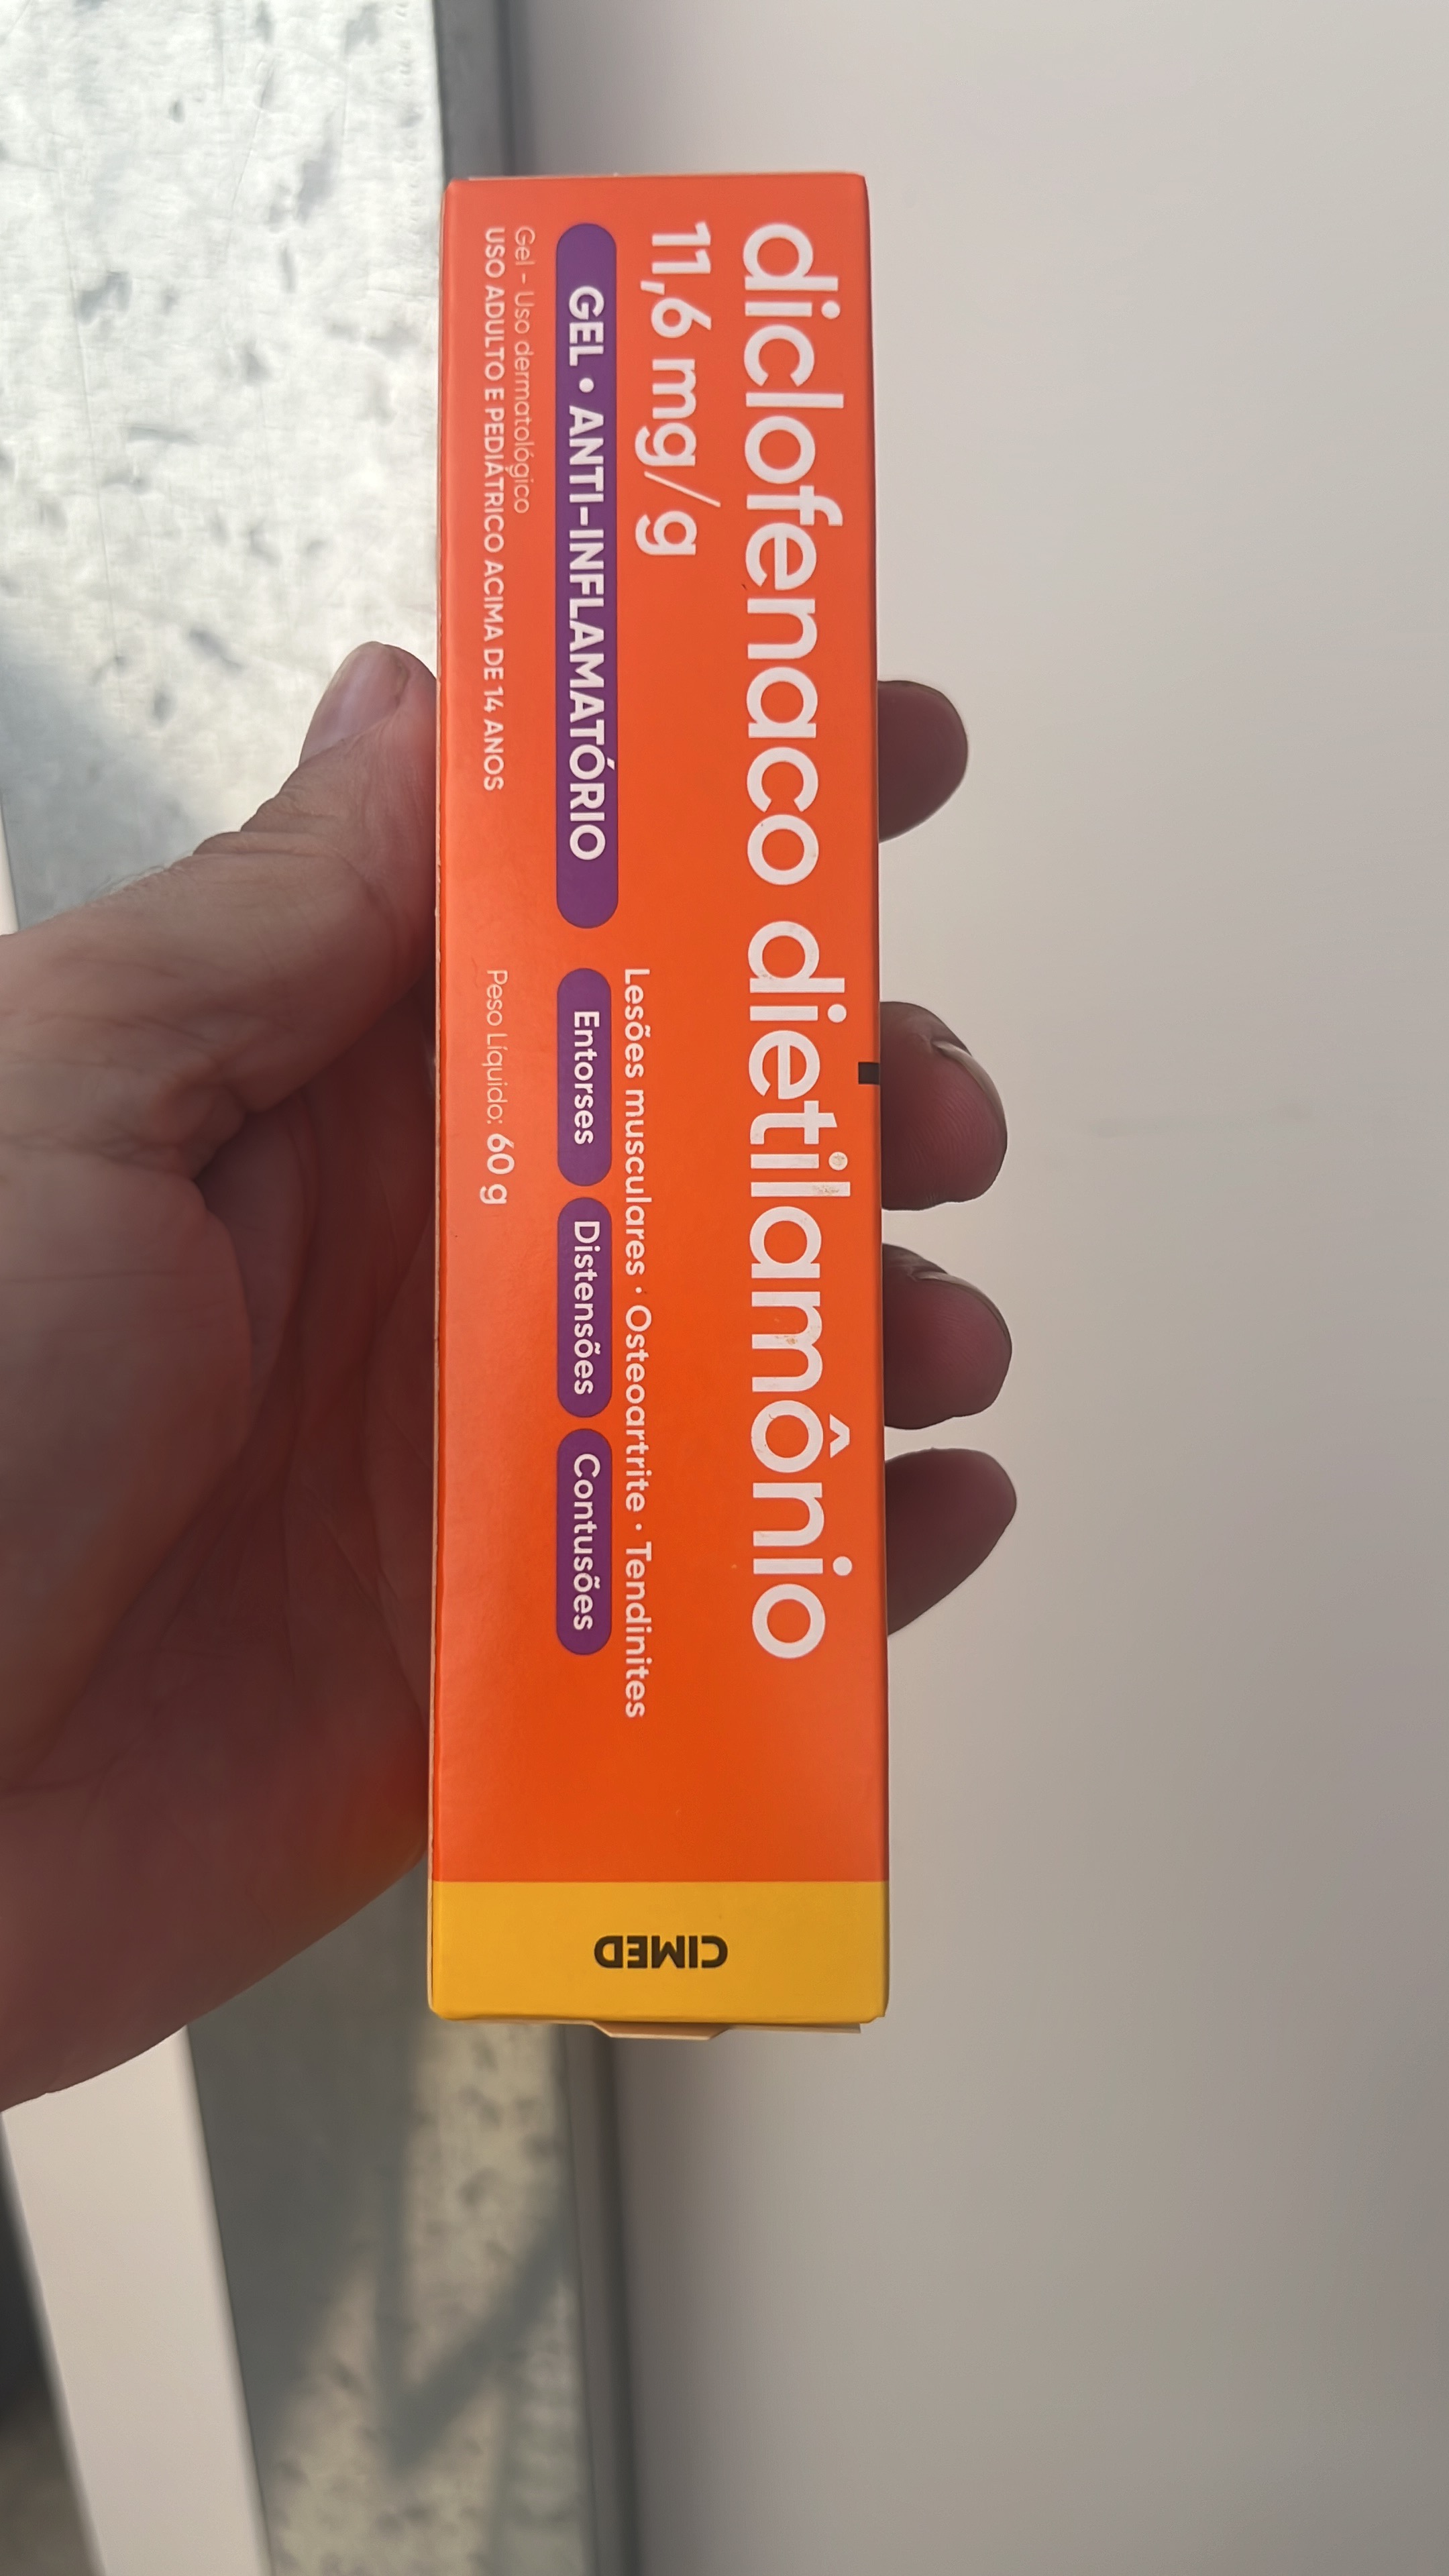 diclofenaco dietilamônio
11,6 mg/g
Lesões musculares · Osteoartrite · Tendinites
GEL • ANTI-INFLAMATÓRIO
Entorses Distensões Contusões
Gel - Uso dermatológico
USO ADULTO E PEDIÁTRICO ACIMA DE 14 ANOS
Peso Líquido: 60 g
CIMED